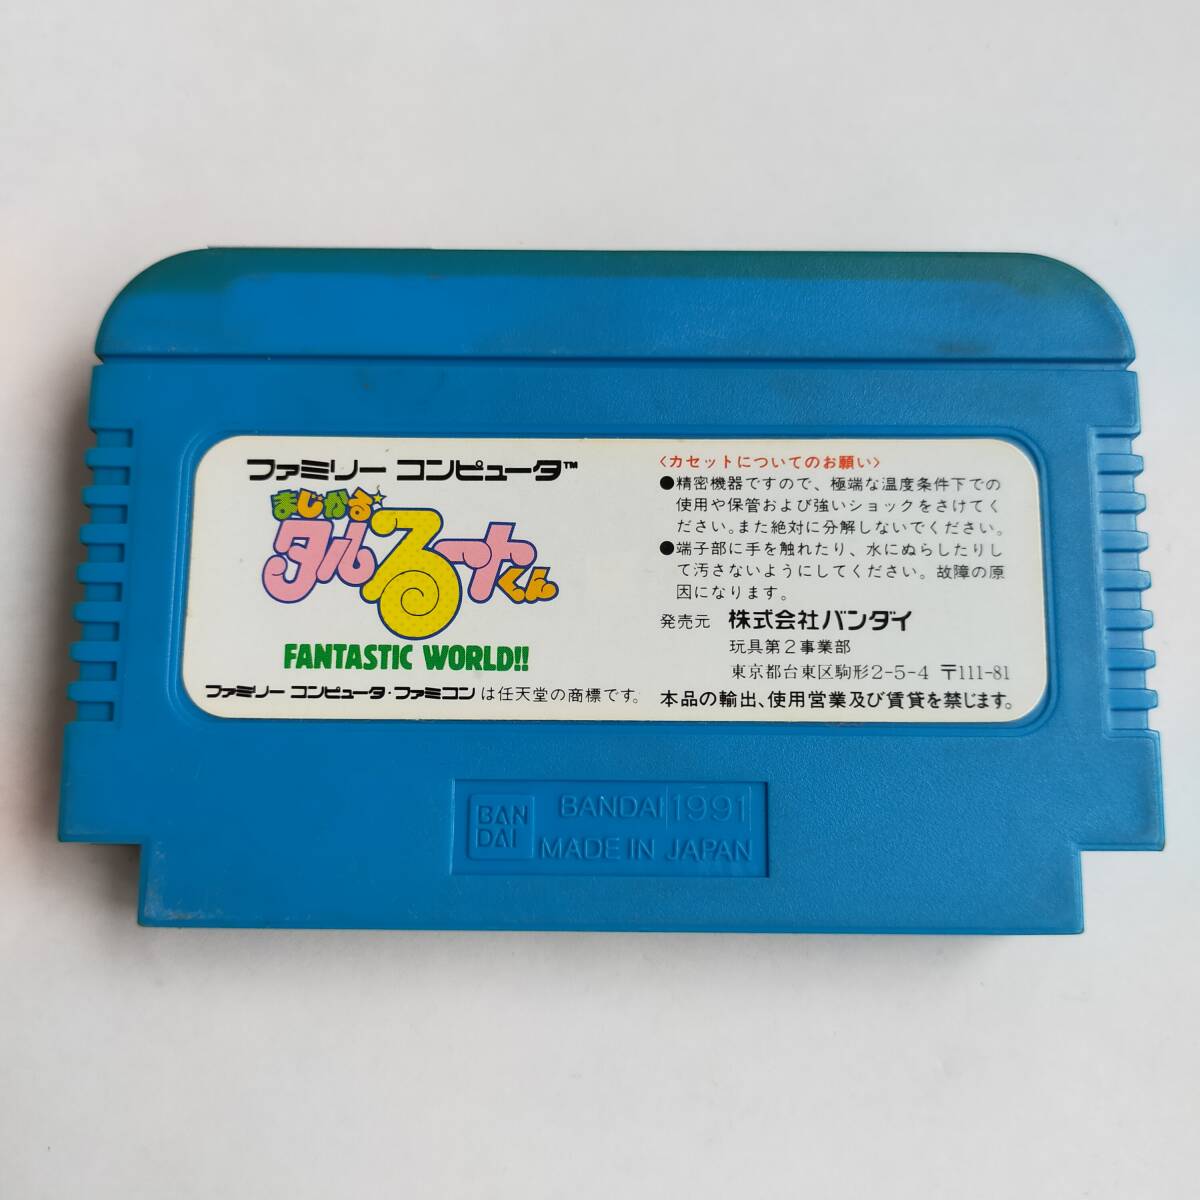 ファミリー コンピュータ™
まじかる☆
タルるートくん
FANTASTIC WORLD!!
ファミリー コンピュータ・ファミコン は任天堂の商標です。
〈カセットについてのお願い〉
●精密機器ですので、極端な温度条件下での
使用や保管および強いショックをさけてく
ださい。また絶対に分解しないでください。
●端子部に手を触れたり、水にぬらしたりし
て汚さないようにしてください。故障の原
因になります。
発売元 株式会社バンダイ
玩具第2事業部
東京都台東区駒形2-5-4 〒111-81
本品の輸出、使用営業及び賃貸を禁じます。
BAN
DAI
BANDAI 1991
MADE IN JAPAN